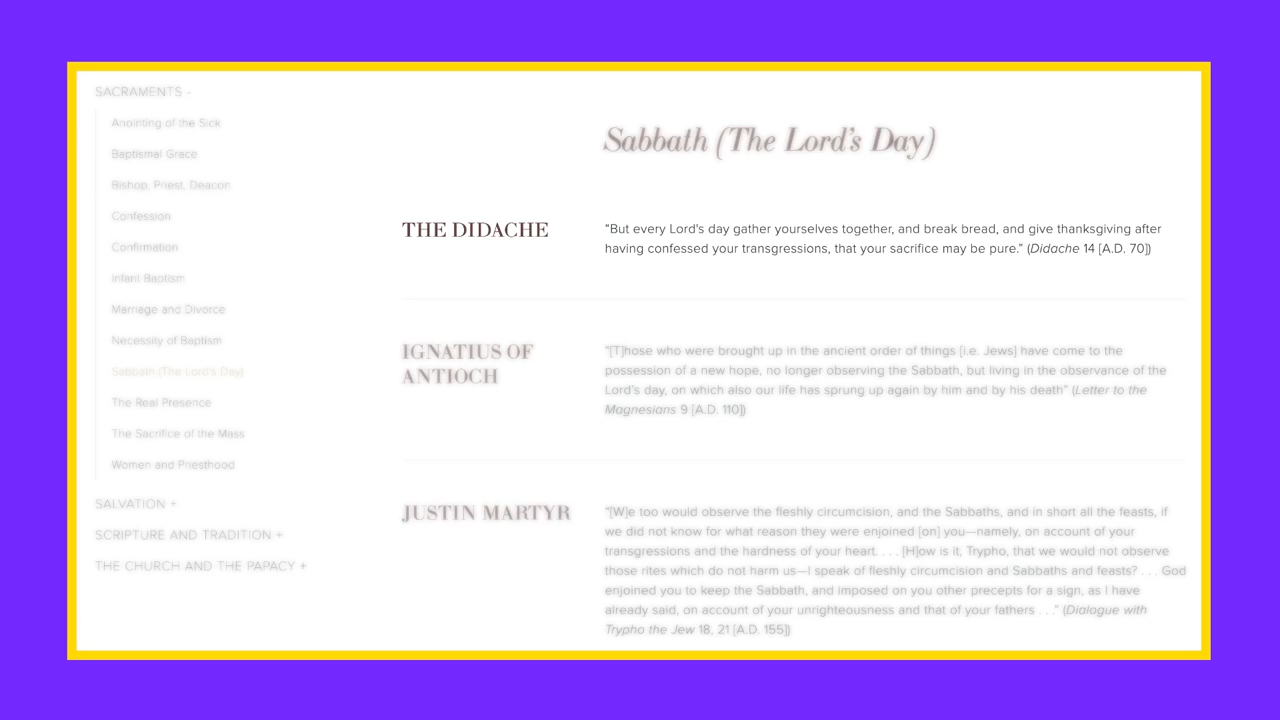 SACRAMENTS -
Anointing of the Sick
Baptismal Grace
Bishop, Priest, Deacon
Confession
Confirmation
Infant Baptism
Marriage and Divorce
Necessity of Baptism
Sabbath (The Lord's Day)
The Real Presence
The Sacrifice of the Mass
Women and Priesthood
SALVATION +
SCRIPTURE AND TRADITION +
THE CHURCH AND THE PAPACY +
Sabbath (The Lord's Day)
THE DIDACHE
"But every Lord's day gather yourselves together, and break bread, and give thanksgiving after
having confessed your transgressions, that your sacrifice may be pure." (Didache 14 [A.D. 70])
IGNATIUS OF
ANTIOCH
"[T]hose who were brought up in the ancient order of things [i.e. Jews] have come to the
possession of a new hope, no longer observing the Sabbath, but living in the observance of the
Lord's day, on which also our life has sprung up again by him and by his death" (Letter to the
Magnesians 9 [A.D. 110])
JUSTIN MARTYR
"[W]e too would observe the fleshly circumcision, and the Sabbaths, and in short all the feasts, if
we did not know for what reason they were enjoined [on] you—namely, on account of your
transgressions and the hardness of your heart. . . . [H]ow is it, Trypho, that we would not observe
those rites which do not harm us—I speak of fleshly circumcision and Sabbaths and feasts? . . . God
enjoined you to keep the Sabbath, and imposed on you other precepts for a sign, as I have
already said, on account of your unrighteousness and that of your fathers . . ." (Dialogue with
Trypho the Jew 18, 21 [A.D. 155])